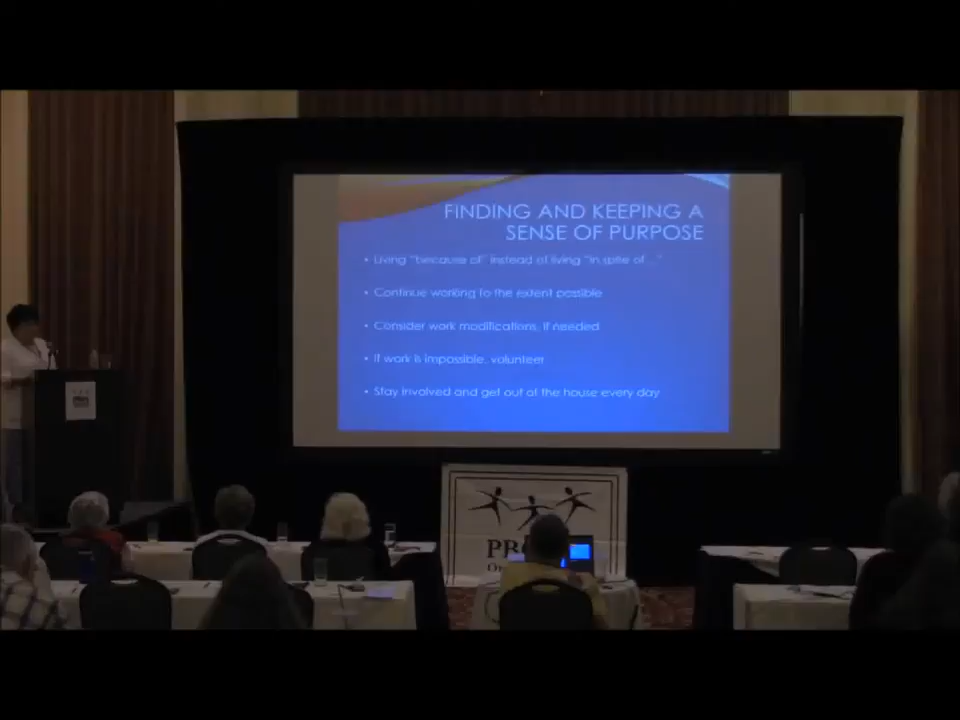 FINDING AND KEEPING A
SENSE OF PURPOSE
• Living "because of" instead of living "in spite of..."
• Continue working to the extent possible
• Consider work modifications, if needed
• If work is impossible, volunteer
• Stay involved and get out of the house every day